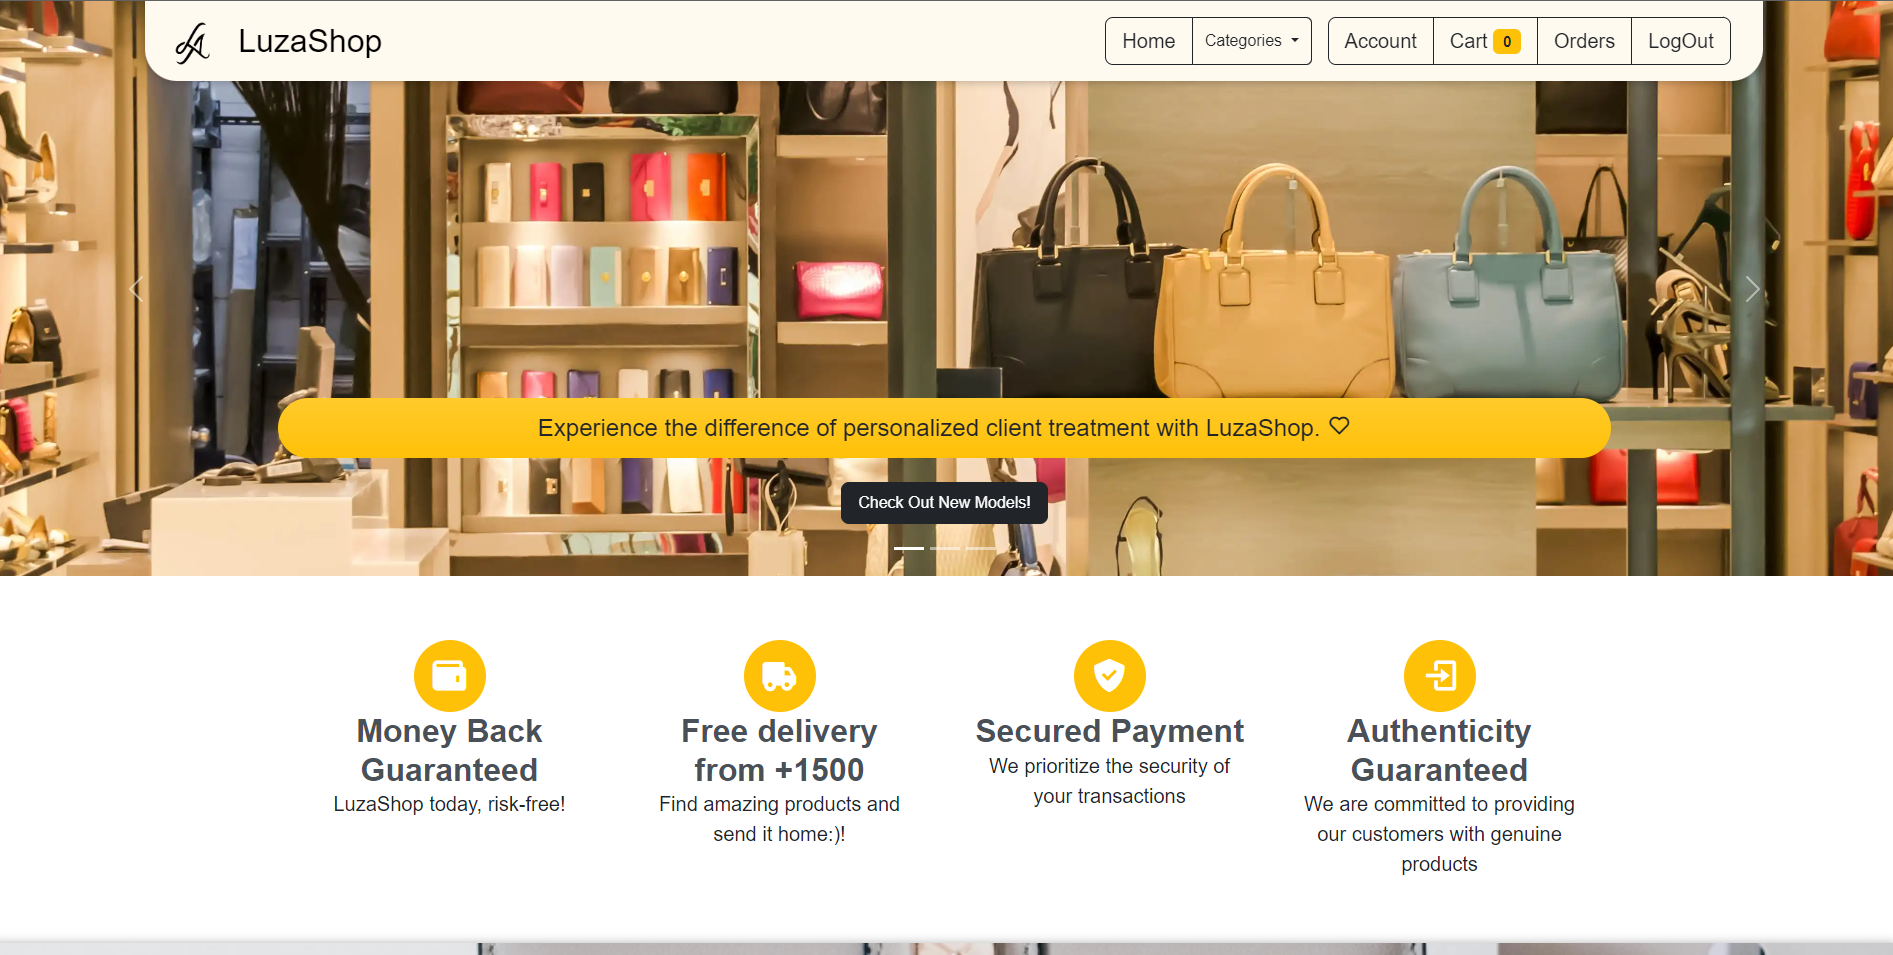 LA LuzaShop
Home Categories Account Cart 0 Orders LogOut
Experience the difference of personalized client treatment with LuzaShop.
Check Out New Models!
Money Back
Guaranteed
LuzaShop today, risk-free!
Free delivery
from +1500
Find amazing products and
send it home:)!
Secured Payment
We prioritize the security of
your transactions
Authenticity
Guaranteed
We are committed to providing
our customers with genuine
products